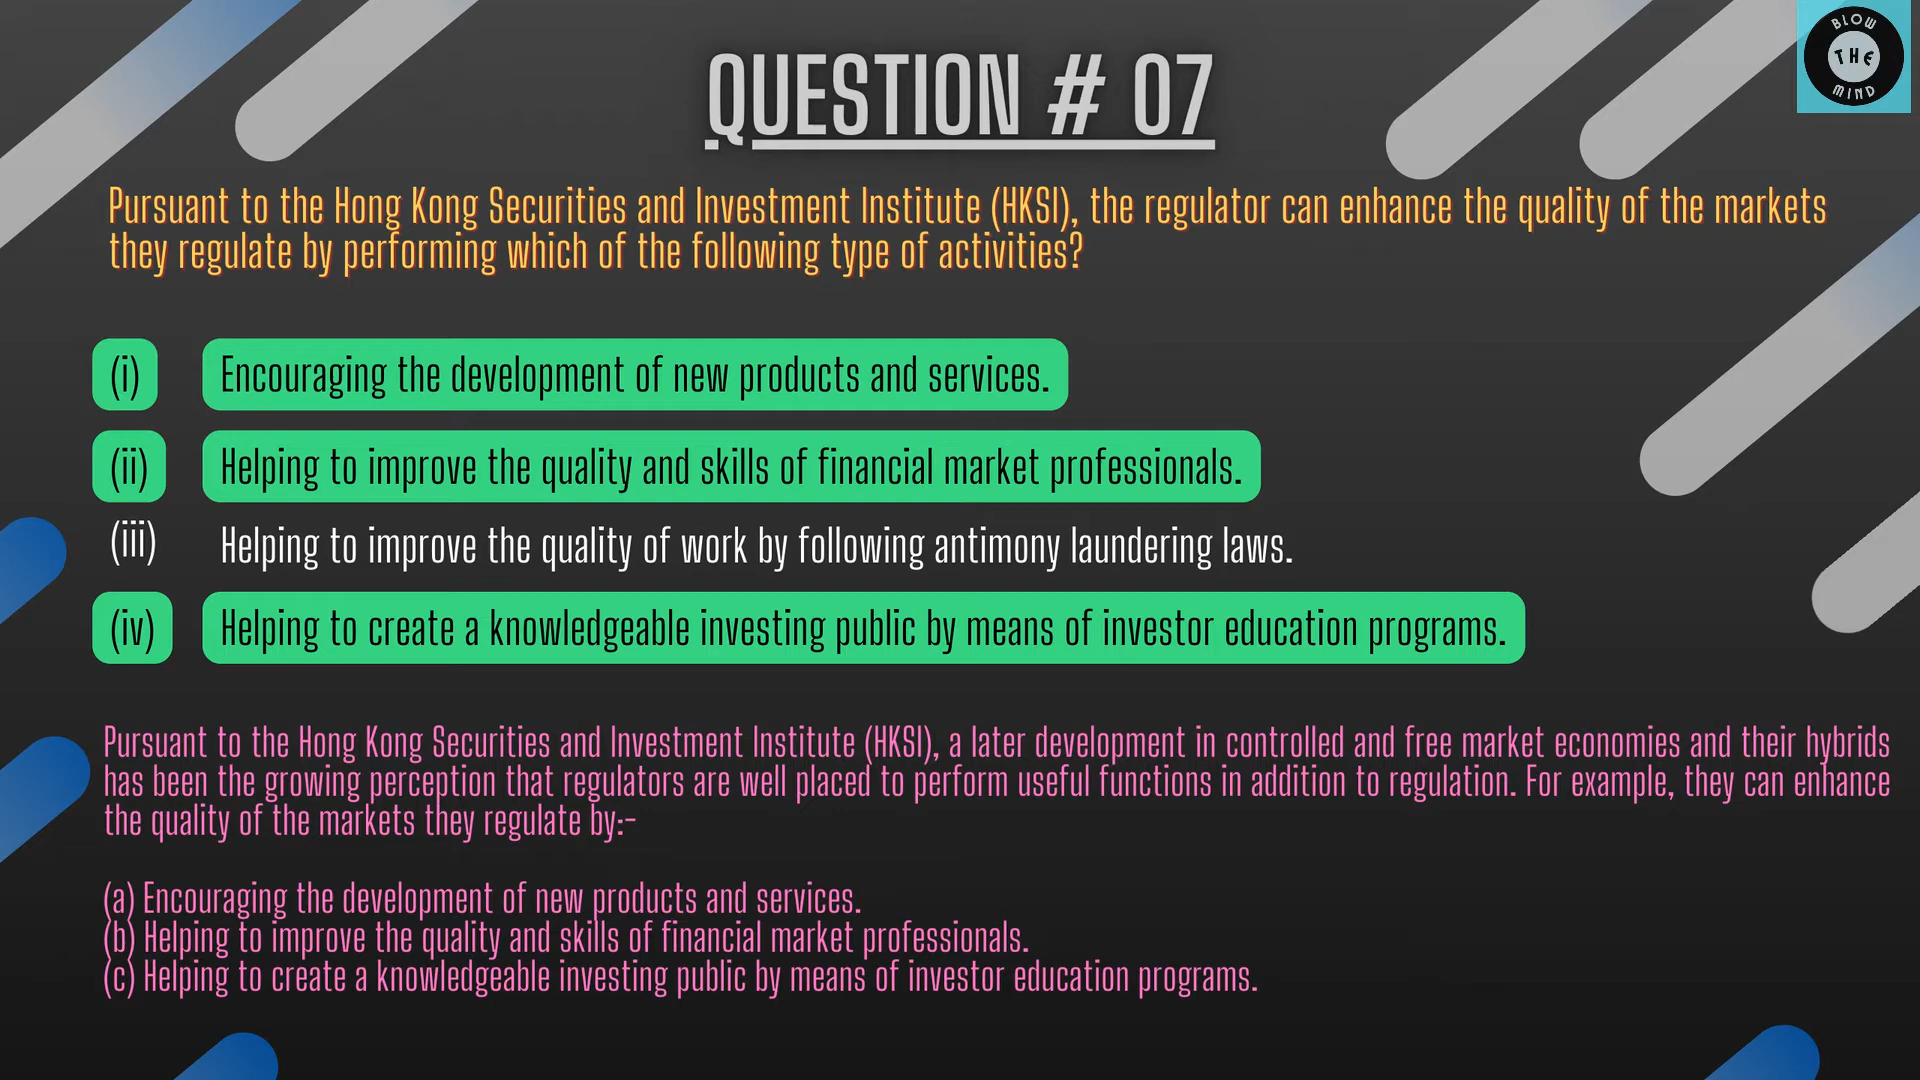 BLOW
THE
MIND
QUESTION # 07
Pursuant to the Hong Kong Securities and Investment Institute (HKSI), the regulator can enhance the quality of the markets
they regulate by performing which of the following type of activities?
(i) Encouraging the development of new products and services.
(ii) Helping to improve the quality and skills of financial market professionals.
(iii) Helping to improve the quality of work by following antimony laundering laws.
(iv) Helping to create a knowledgeable investing public by means of investor education programs.
Pursuant to the Hong Kong Securities and Investment Institute (HKSI), a later development in controlled and free market economies and their hybrids
has been the growing perception that regulators are well placed to perform useful functions in addition to regulation. For example, they can enhance
the quality of the markets they regulate by:-
(a) Encouraging the development of new products and services.
(b) Helping to improve the quality and skills of financial market professionals.
(c) Helping to create a knowledgeable investing public by means of investor education programs.